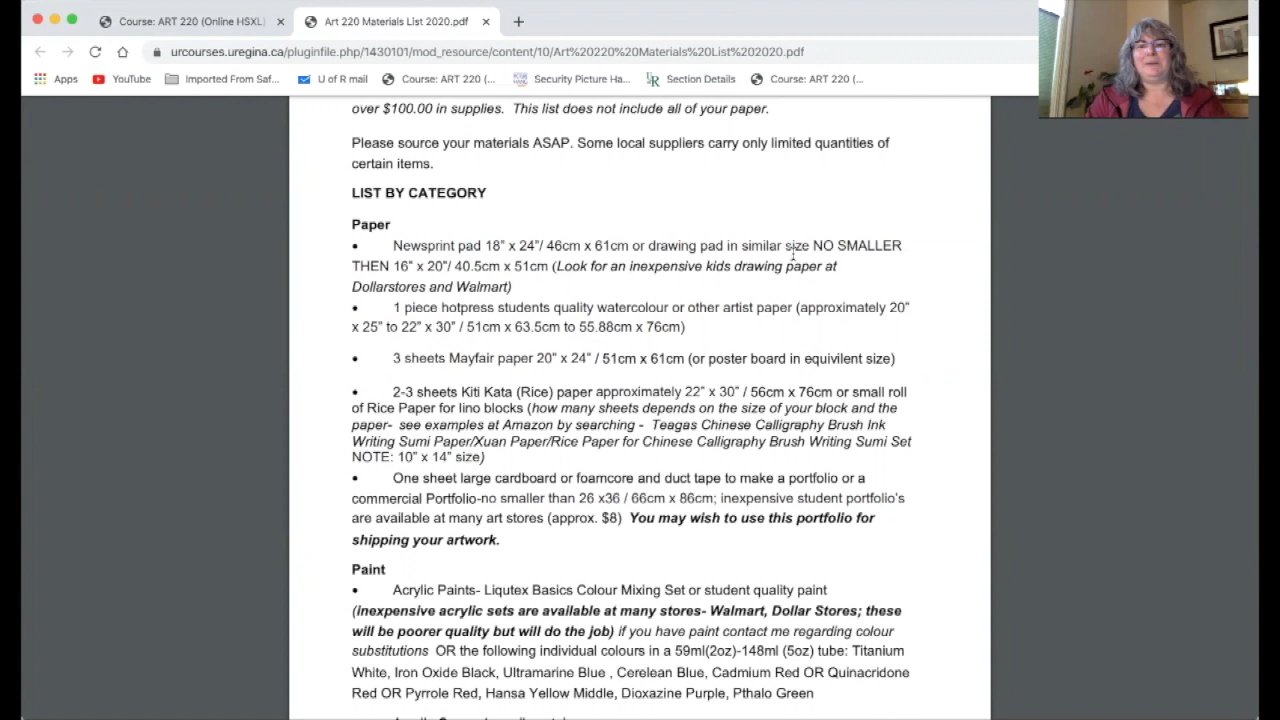 Course: ART 220 (Online HSXL)
Art 220 Materials List 2020.pdf
urcourses.uregina.ca/pluginfile.php/1430101/mod_resource/content/10/Art%20220%20Materials%20List%202020.pdf
Apps YouTube Imported From Saf... U of R mail Course: ART 220 (... Security Picture Ha... Section Details Course: ART 220 (...
over $100.00 in supplies. This list does not include all of your paper.
Please source your materials ASAP. Some local suppliers carry only limited quantities of
certain items.
LIST BY CATEGORY
Paper
• Newsprint pad 18” x 24”/ 46cm x 61cm or drawing pad in similar size NO SMALLER
THEN 16” x 20”/ 40.5cm x 51cm (Look for an inexpensive kids drawing paper at
Dollarstores and Walmart)
• 1 piece hotpress students quality watercolour or other artist paper (approximately 20”
x 25” to 22” x 30” / 51cm x 63.5cm to 55.88cm x 76cm)
• 3 sheets Mayfair paper 20” x 24” / 51cm x 61cm (or poster board in equivilent size)
• 2-3 sheets Kiti Kata (Rice) paper approximately 22” x 30” / 56cm x 76cm or small roll
of Rice Paper for lino blocks (how many sheets depends on the size of your block and the
paper- see examples at Amazon by searching - Teagas Chinese Calligraphy Brush Ink
Writing Sumi Paper/Xuan Paper/Rice Paper for Chinese Calligraphy Brush Writing Sumi Set
NOTE: 10” x 14” size)
• One sheet large cardboard or foamcore and duct tape to make a portfolio or a
commercial Portfolio-no smaller than 26 x36 / 66cm x 86cm; inexpensive student portfolio’s
are available at many art stores (approx. $8) You may wish to use this portfolio for
shipping your artwork.
Paint
• Acrylic Paints- Liqutex Basics Colour Mixing Set or student quality paint
(inexpensive acrylic sets are available at many stores- Walmart, Dollar Stores; these
will be poorer quality but will do the job) if you have paint contact me regarding colour
substitutions OR the following individual colours in a 59ml(2oz)-148ml (5oz) tube: Titanium
White, Iron Oxide Black, Ultramarine Blue , Cerelean Blue, Cadmium Red OR Quinacridone
Red OR Pyrrole Red, Hansa Yellow Middle, Dioxazine Purple, Pthalo Green